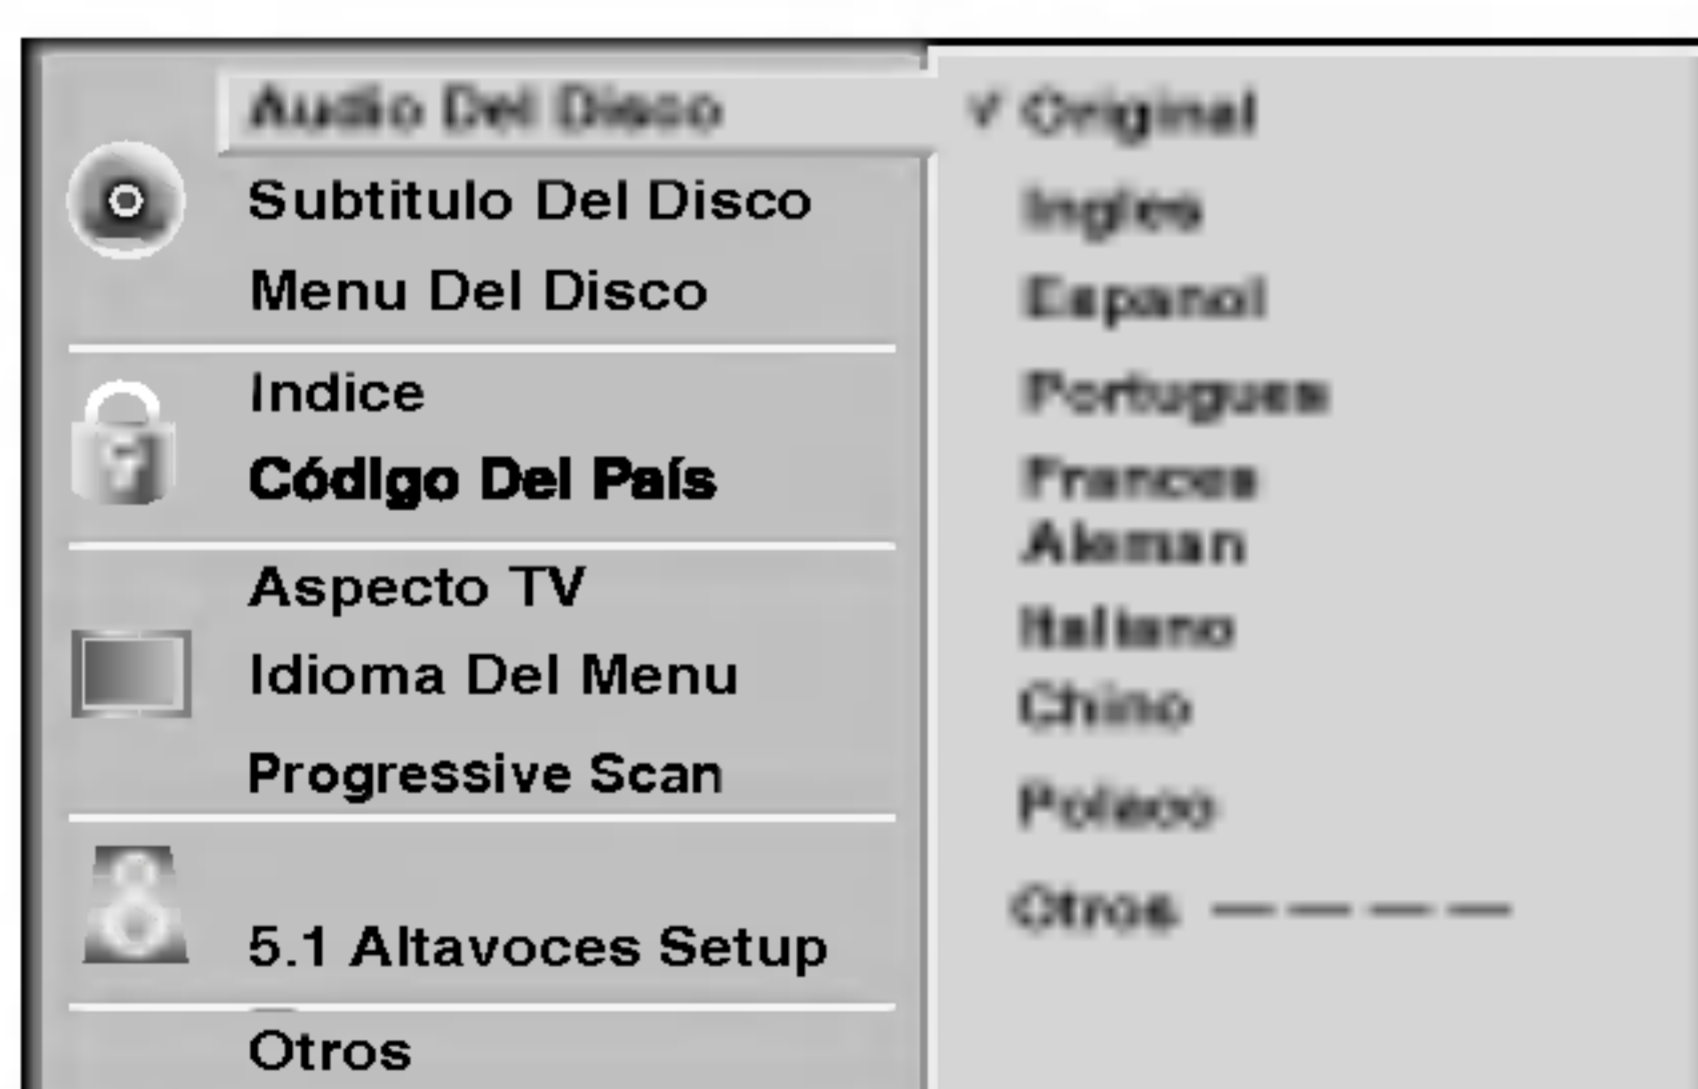 Audio Del Disco
Subtitulo Del Disco
Menu Del Disco
Indice
Código Del País
Aspecto TV
Idioma Del Menu
Progressive Scan
5.1 Altavoces Setup
Otros
✓ Original
Ingles
Espanol
Portugues
Frances
Aleman
Italiano
Chino
Polaco
Otros — — — —